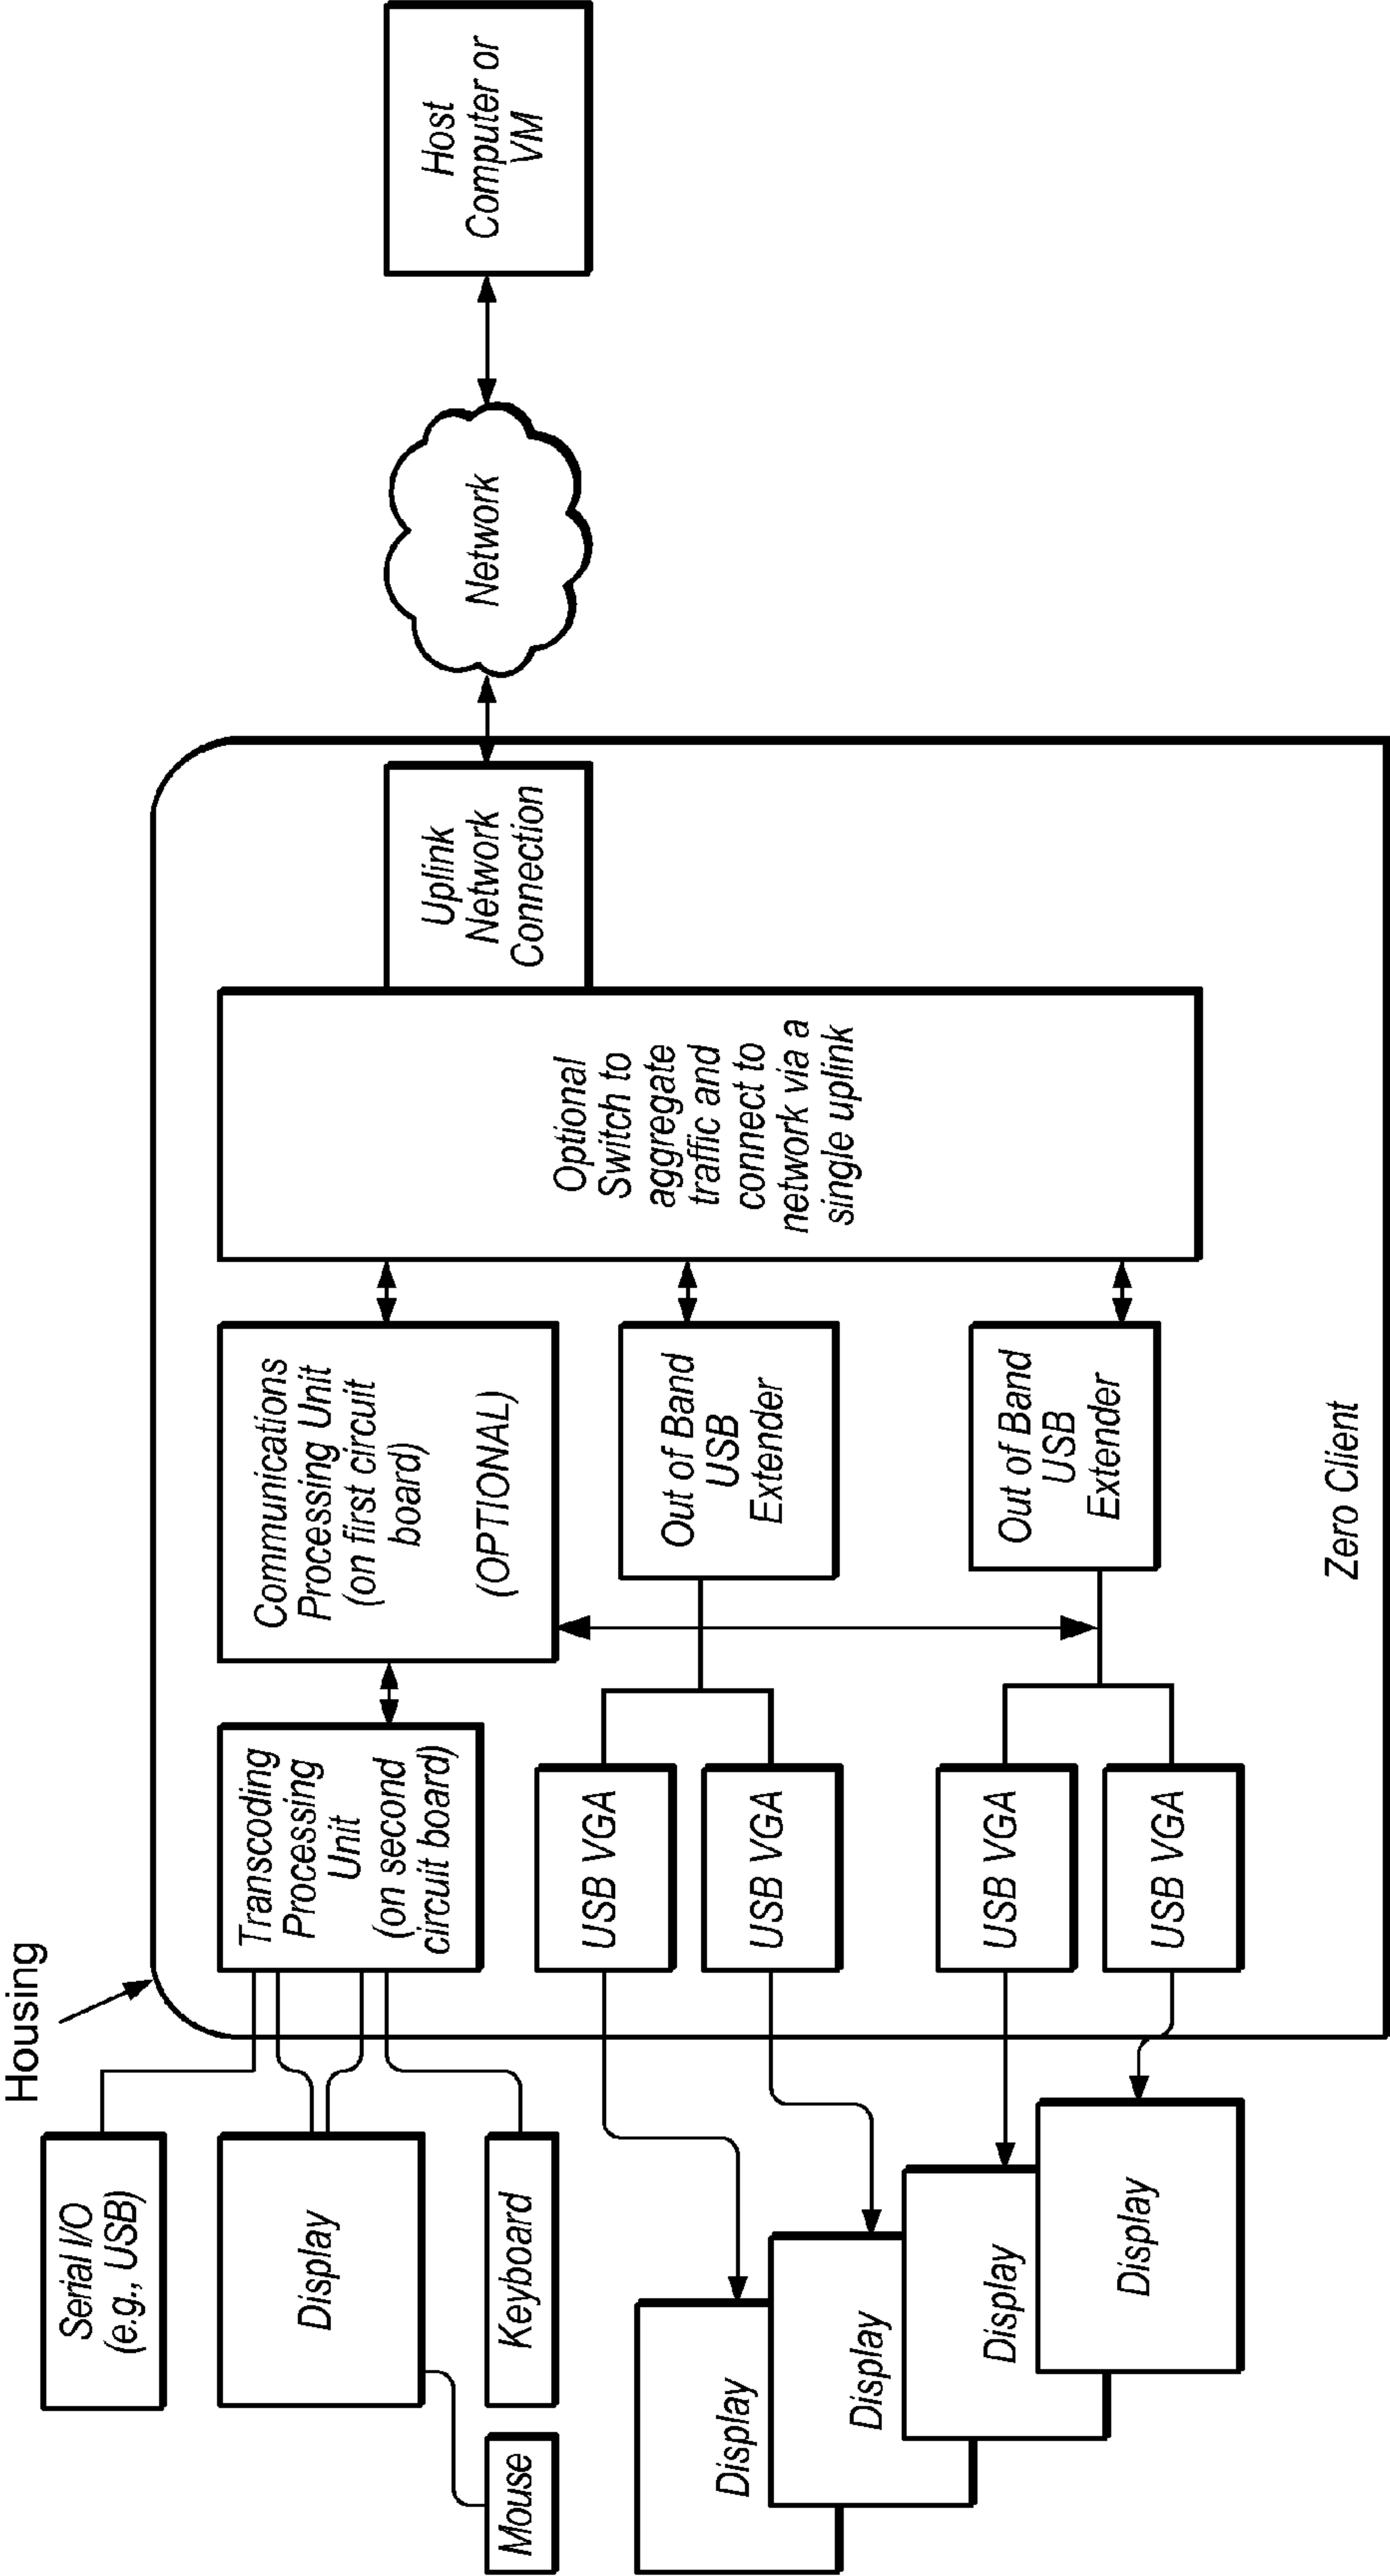 Housing
Serial I/O
(e.g., USB)
Display
Keyboard
Mouse
Transcoding
Processing
Unit
(on second
circuit board)
Communications
Processing Unit
(on first circuit
board)
(OPTIONAL)
Optional
Switch to
aggregate
traffic and
connect to
network via a
single uplink
Uplink
Network
Connection
Network
Host
Computer or
VM
USB VGA
USB VGA
USB VGA
USB VGA
Out of Band
USB
Extender
Out of Band
USB
Extender
Display
Display
Display
Display
Zero Client